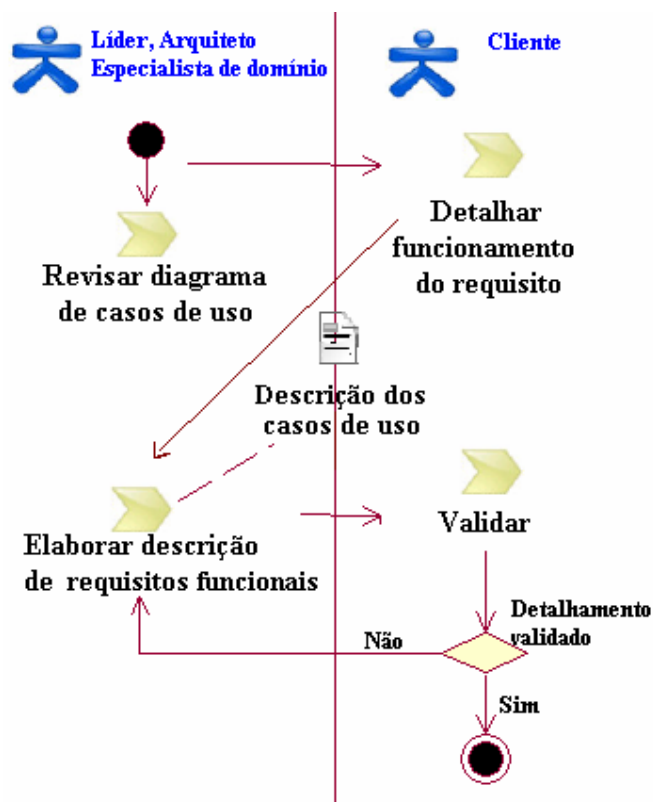 Líder, Arquiteto
Especialista de domínio
Cliente
Revisar diagrama
de casos de uso
Detalhar
funcionamento
do requisito
Descrição dos
casos de uso
Elaborar descrição
de requisitos funcionais
Validar
Detalhamento
validado
Não
Sim